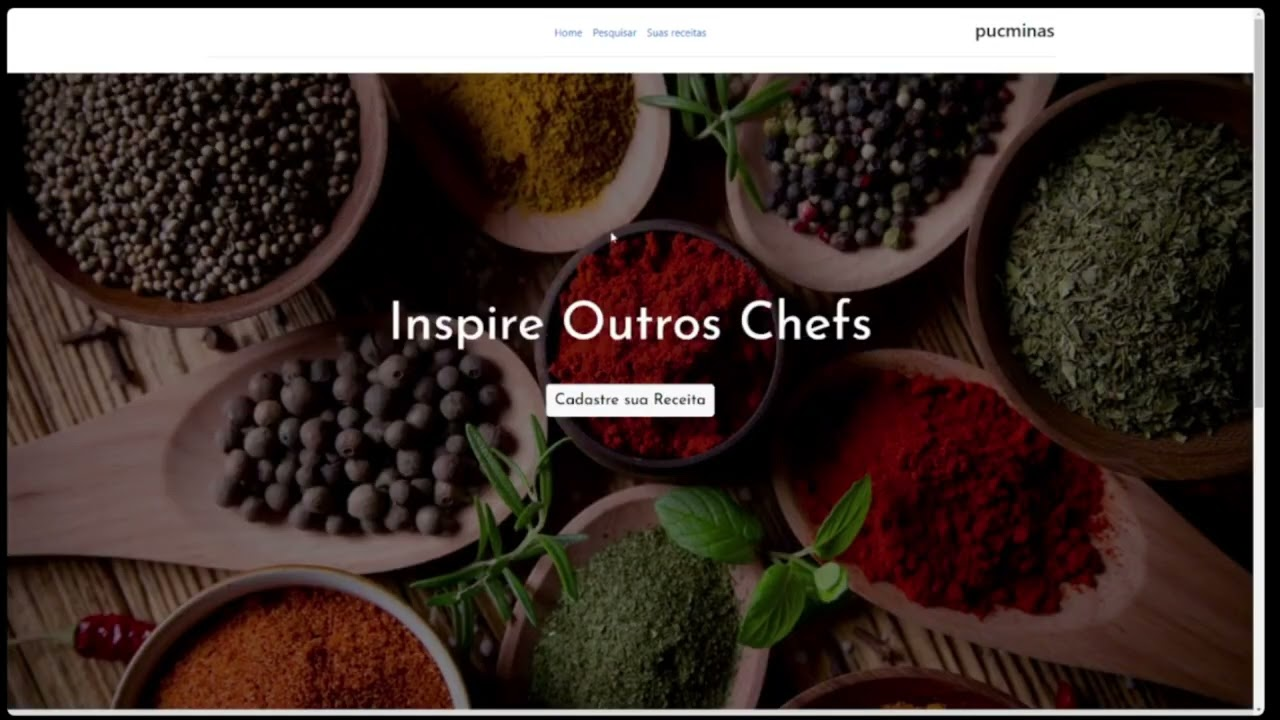 Home Pesquisar Suas receitas pucminas
Inspire Outros Chefs
Cadastre sua Receita